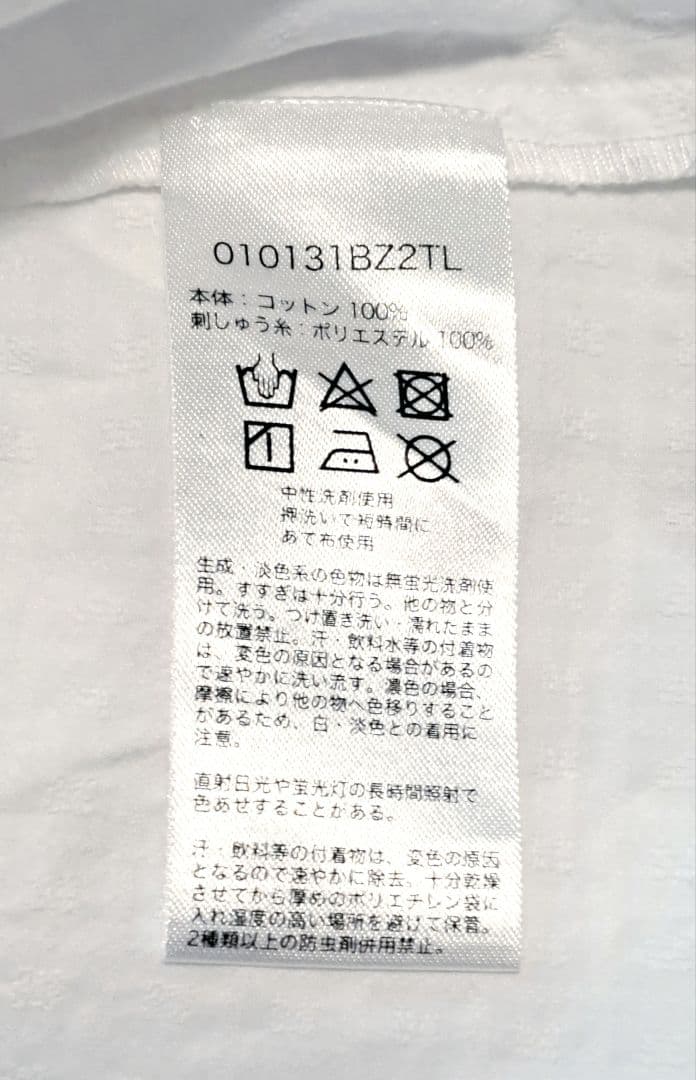 010131BZ2TL
本体：コットン 100%
刺しゅう糸：ポリエステル 100%
中性洗剤使用
押洗いで短時間に
あて布使用
生成・淡色系の色物は無蛍光洗剤使
用。すすぎは十分行う。他の物と分
けて洗う。つけ置き洗い・濡れたまま
の放置禁止。汗・飲料水等の付着物
は、変色の原因となる場合があるの
で速やかに洗い流す。濃色の場合、
摩擦により他の物へ色移りすること
があるため、白・淡色との着用に
注意。
直射日光や蛍光灯の長時間照射で
色あせすることがある。
汗・飲料等の付着物は、変色の原因
となるので速やかに除去。十分乾燥
させてから厚めのポリエチレン袋に
入れ湿度の高い場所を避けて保管。
2種類以上の防虫剤併用禁止。